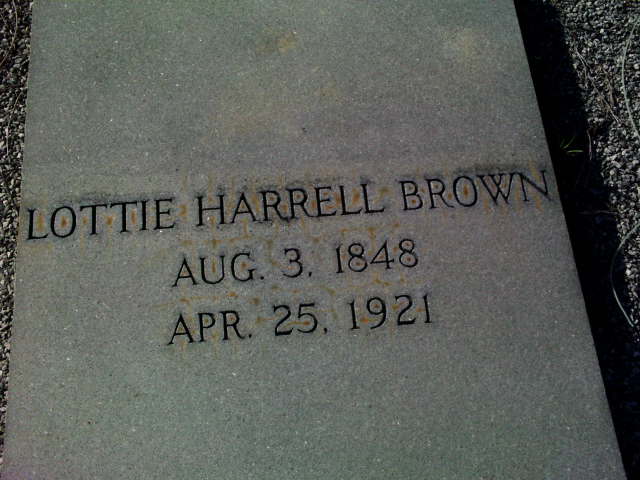 LOTTIE HARRELL BROWN
AUG. 3, 1848
APR. 25, 1921